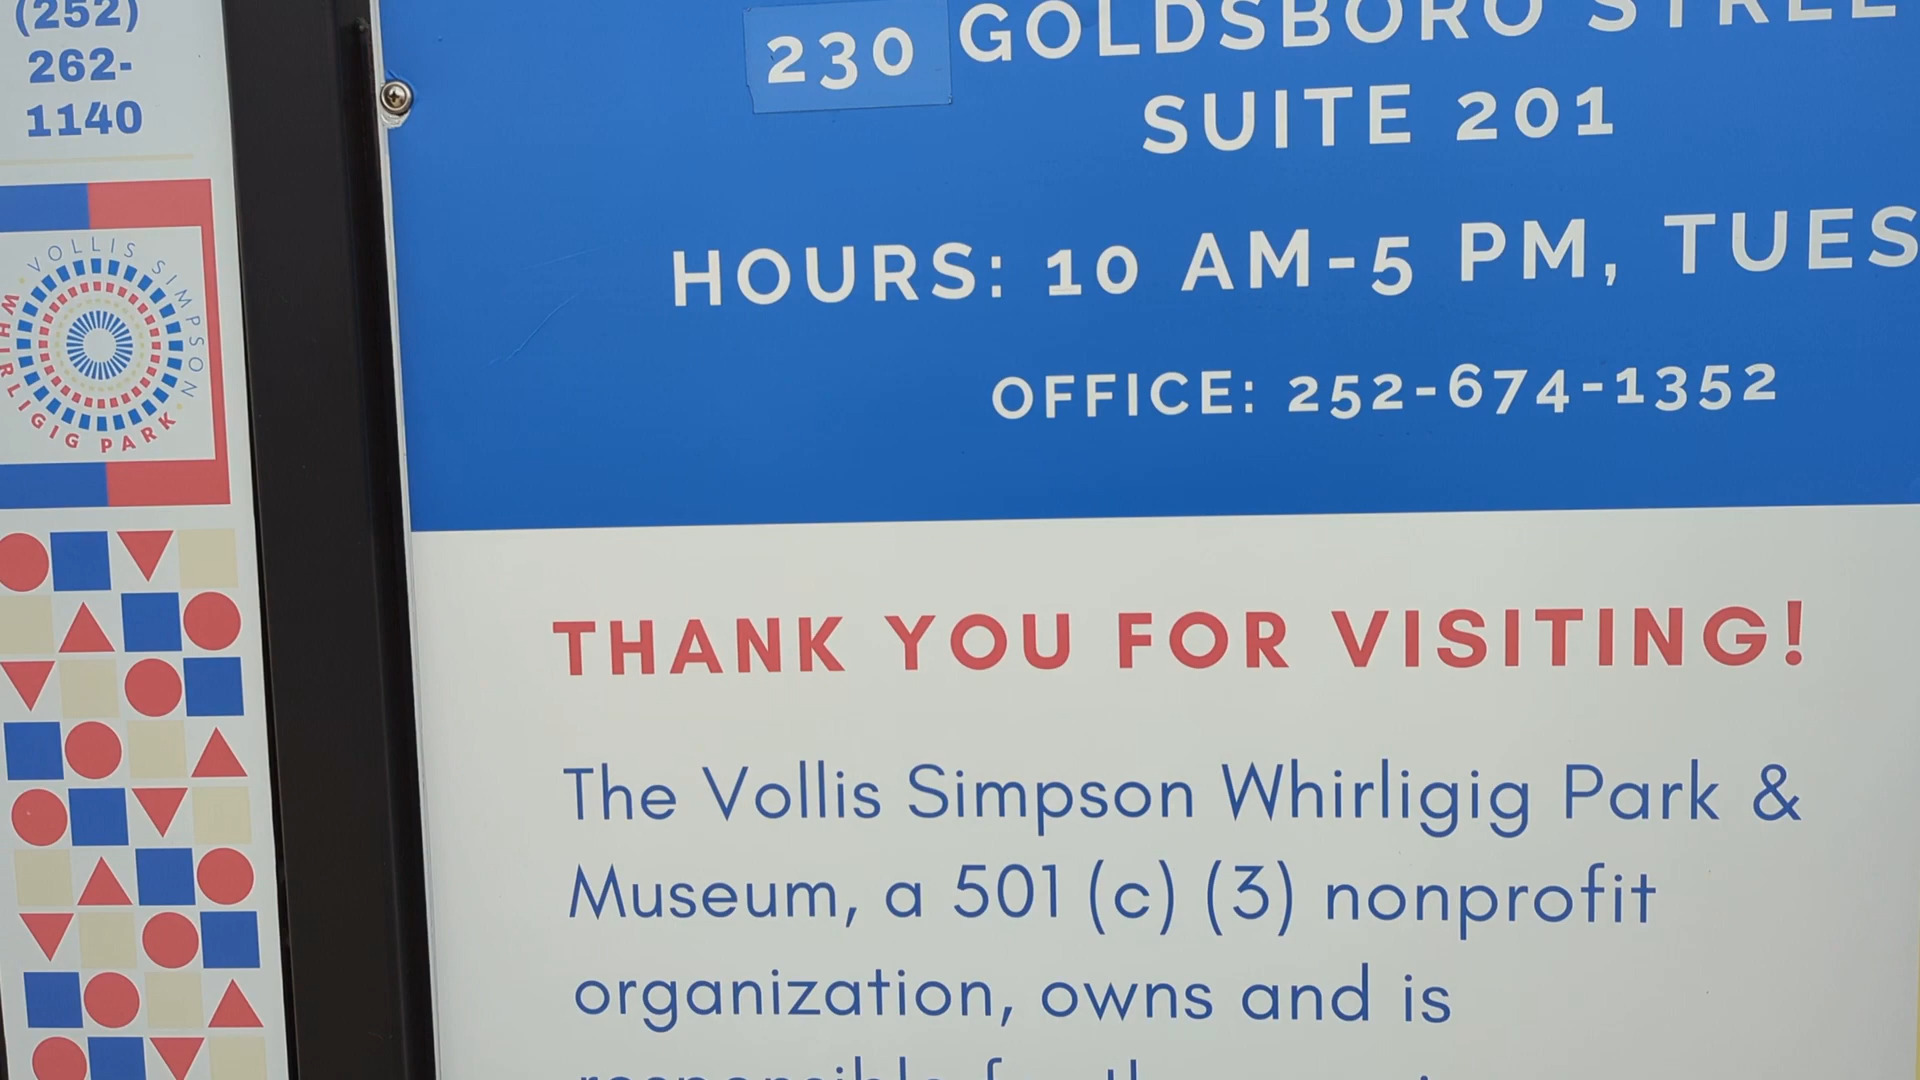 (252)
262-
1140
VOLLIS SIMPSON
WHIRLIGIG PARK
230 GOLDSBORO STREE
SUITE 201
HOURS: 10 AM-5 PM, TUES
OFFICE: 252-674-1352
THANK YOU FOR VISITING!
The Vollis Simpson Whirligig Park &
Museum, a 501 (c) (3) nonprofit
organization, owns and is